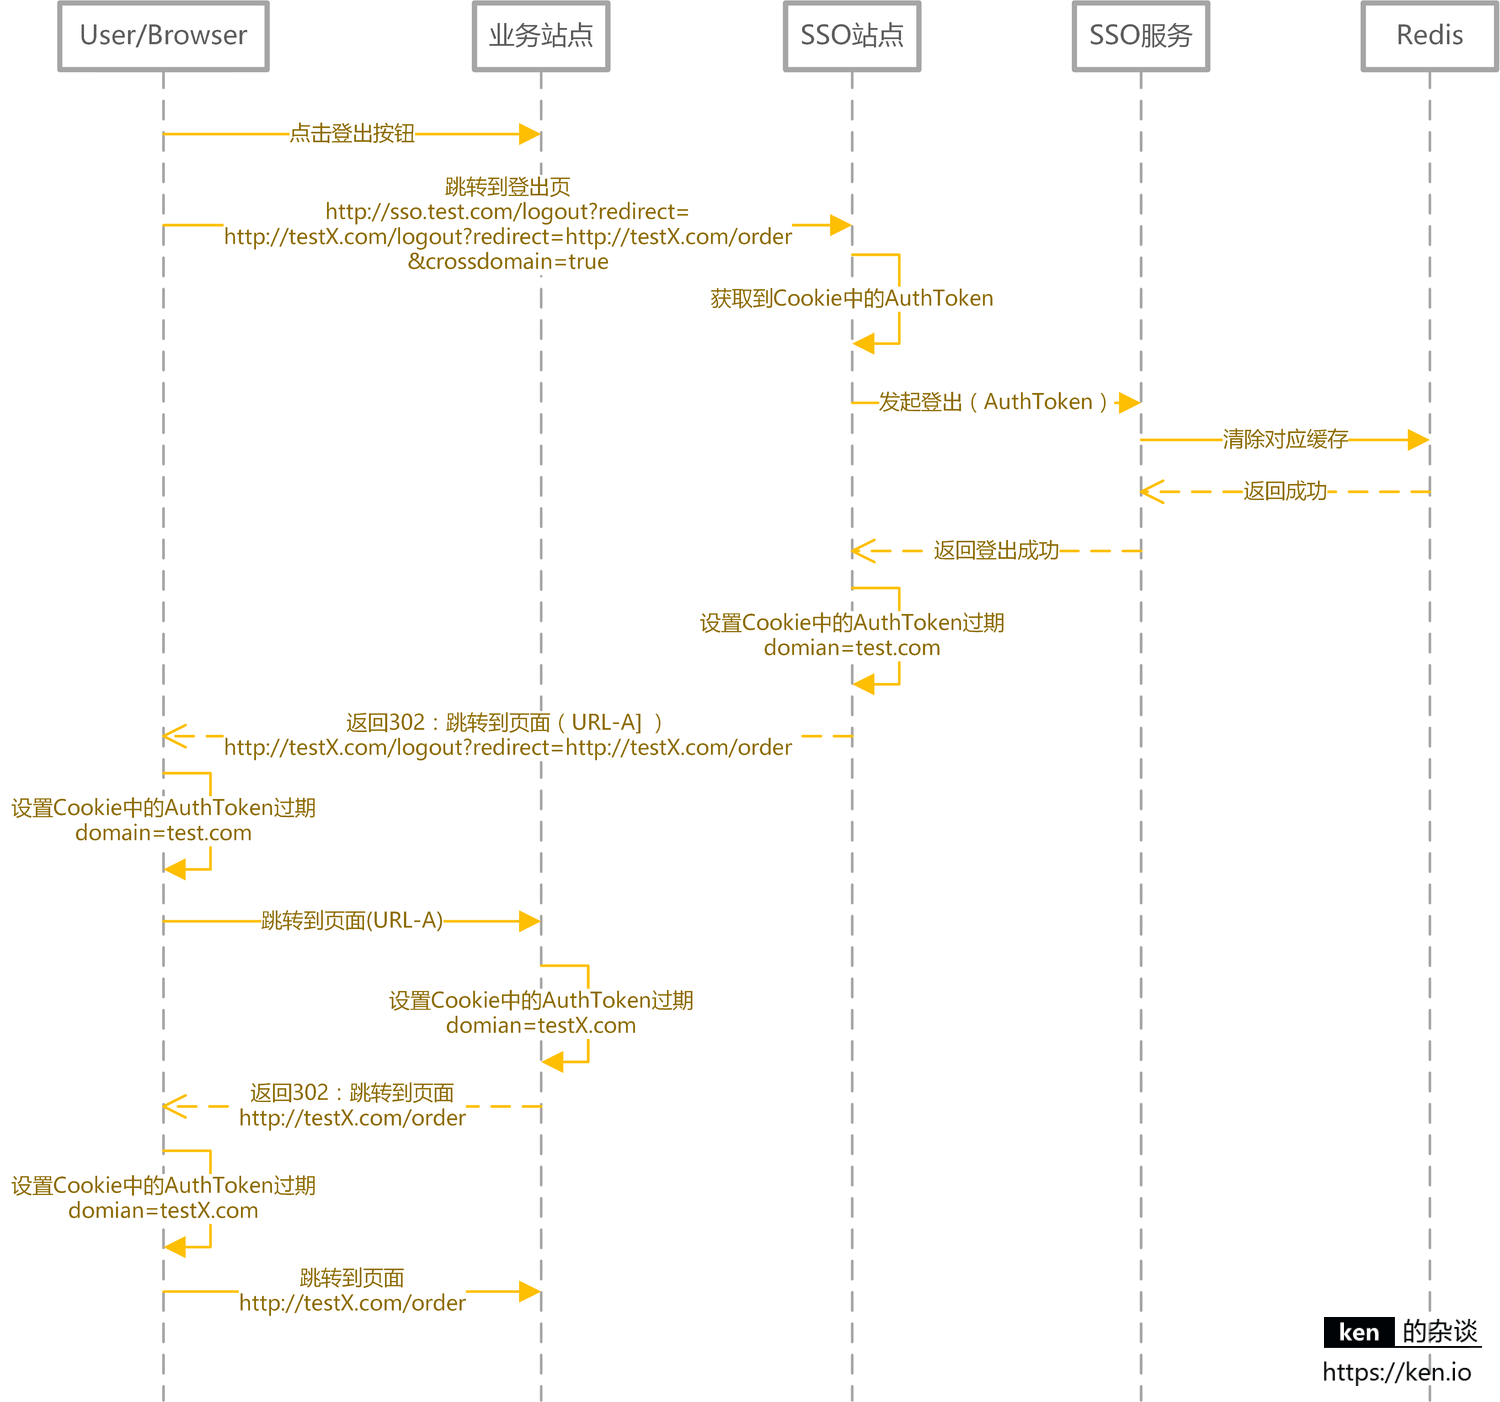 User/Browser
业务站点
SSO站点
SSO服务
Redis
点击登出按钮
跳转到登出页
http://sso.test.com/logout?redirect=
http://testX.com/logout?redirect=http://testX.com/order
&crossdomain=true
获取到Cookie中的AuthToken
发起登出（AuthToken）
清除对应缓存
返回成功
返回登出成功
设置Cookie中的AuthToken过期
domian=test.com
返回302：跳转到页面（URL-A]）
http://testX.com/logout?redirect=http://testX.com/order
设置Cookie中的AuthToken过期
domain=test.com
跳转到页面(URL-A)
设置Cookie中的AuthToken过期
domian=testX.com
返回302：跳转到页面
http://testX.com/order
设置Cookie中的AuthToken过期
domian=testX.com
跳转到页面
http://testX.com/order
ken 的杂谈
https://ken.io